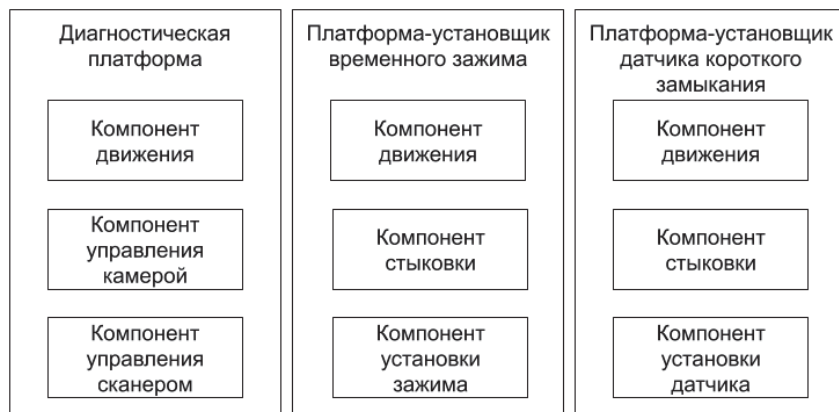 Диагностическая
платформа
Компонент
движения
Компонент
управления
камерой
Компонент
управления
сканером
Платформа-установщик
временного зажима
Компонент
движения
Компонент
стыковки
Компонент
установки
зажима
Платформа-установщик
датчика короткого
замыкания
Компонент
движения
Компонент
стыковки
Компонент
установки
датчика